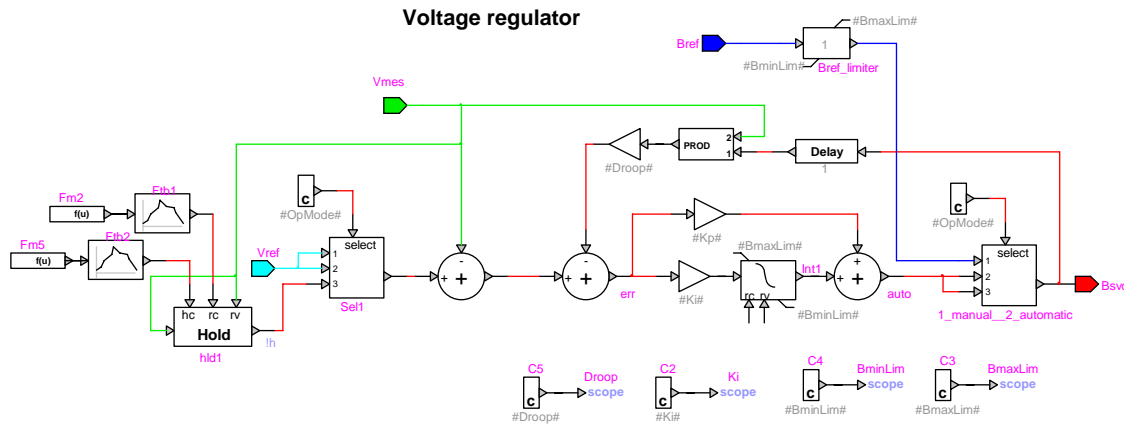 Voltage regulator
#BmaxLim#
Bref
1
#BminLim#
Bref_limiter
Vmes
2
PROD
1
Delay
1
#Droop#
Ftb1
Fm2
f(u)
c
#OpMode#
c
#OpMode#
Fm5
f(u)
Ftb2
Vref
select
1
2
3
Sel1
-
+
-
+
#Kp#
#BmaxLim#
+
select
1
2
3
+
+
-
+
err
#Ki#
Int1
rc rv
#BminLim#
+
+
auto
Bsvc
1_manual__2_automatic
hc rc rv
Hold
!h
hld1
C5
Droop
c
scope
#Droop#
C2
Ki
c
scope
#Ki#
C4
BminLim
c
scope
#BminLim#
C3
BmaxLim
c
scope
#BmaxLim#